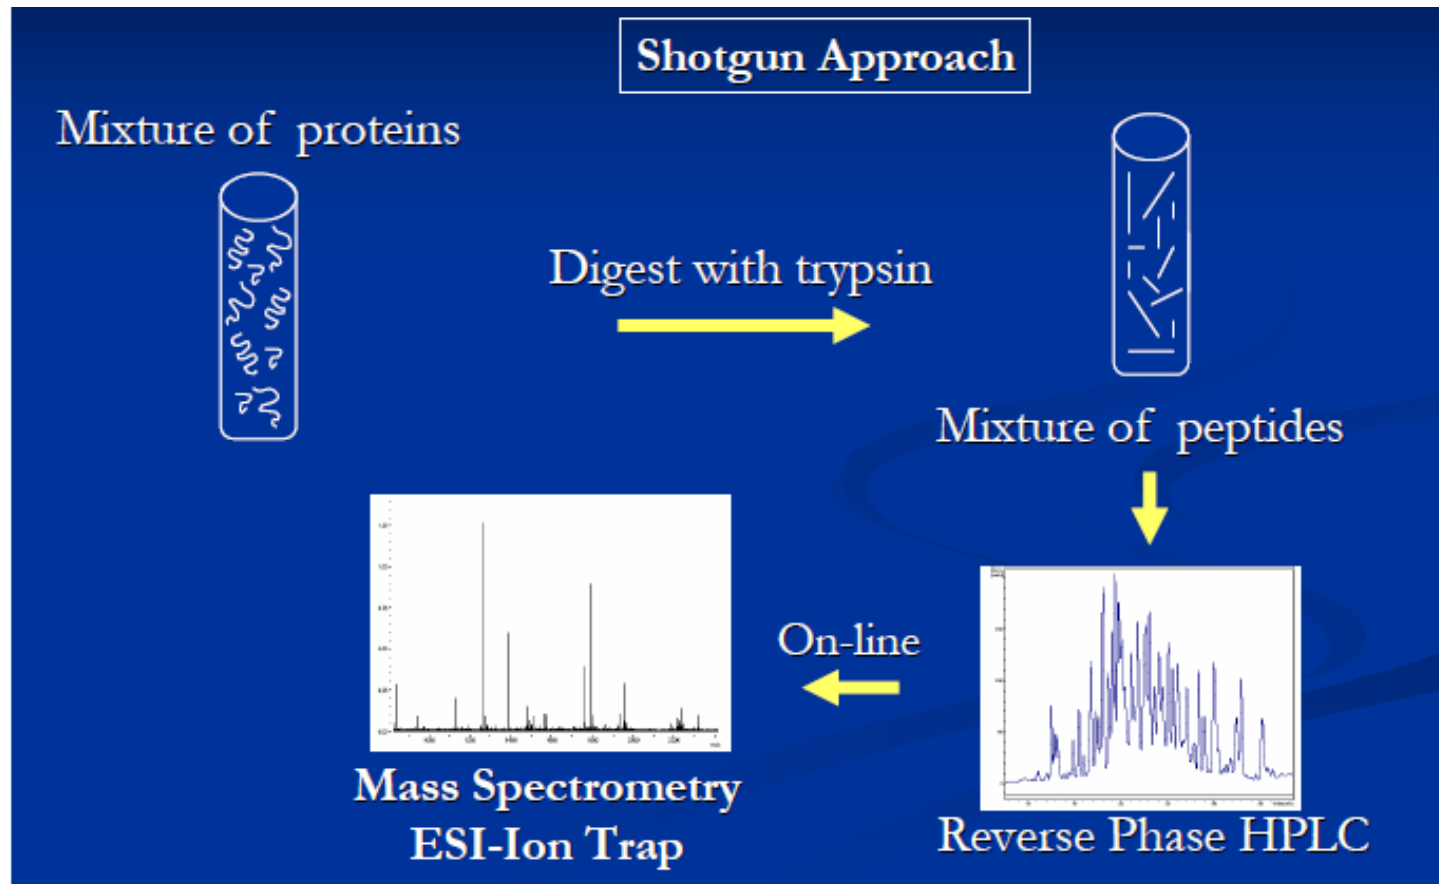 Shotgun Approach
Mixture of proteins
Digest with trypsin
Mixture of peptides
On-line
Reverse Phase HPLC
Mass Spectrometry
ESI-Ion Trap